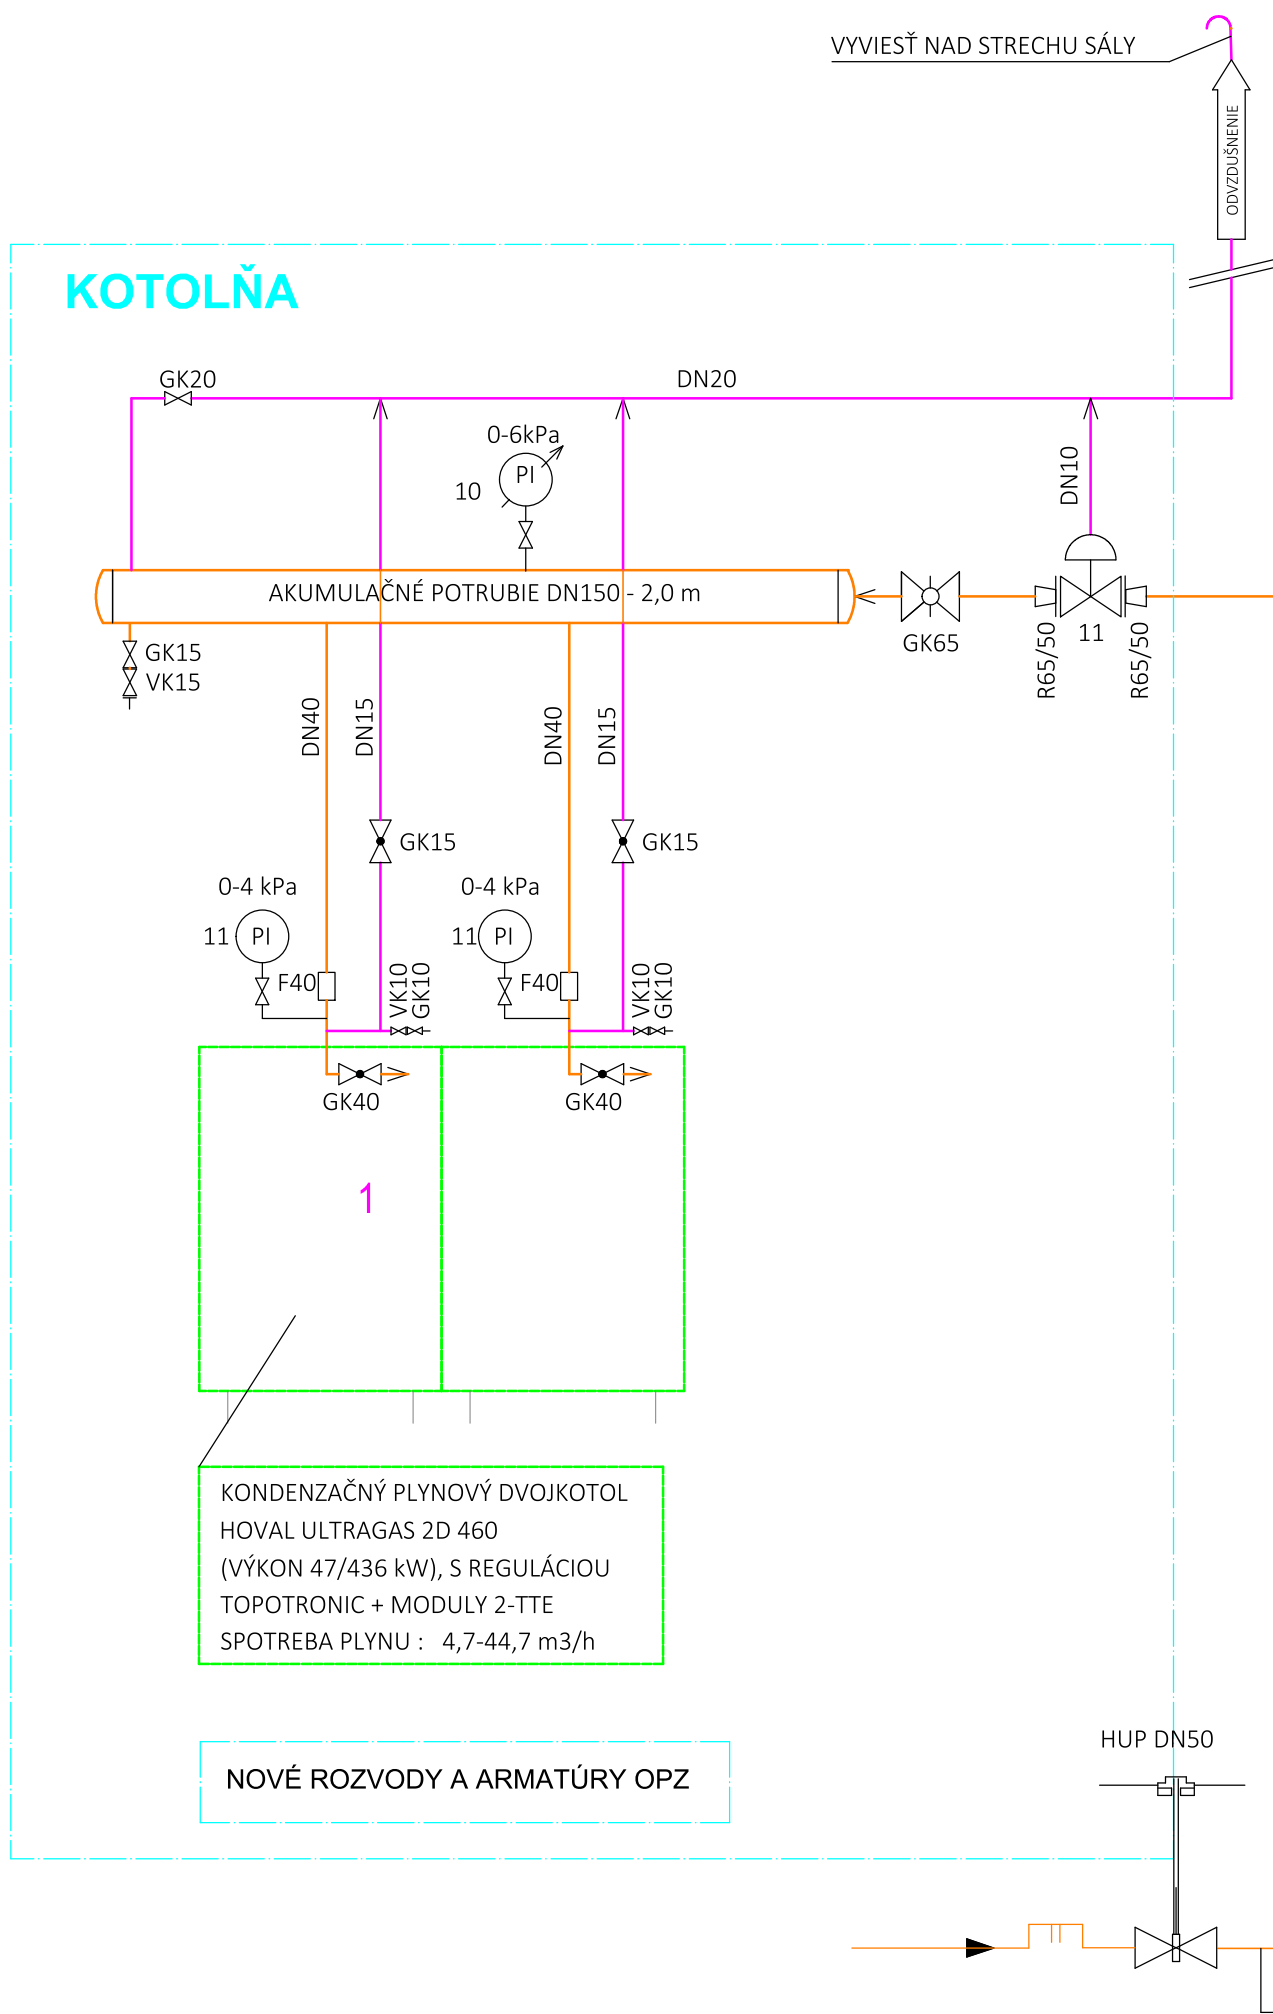 VYVIESŤ NAD STRECHU SÁLY
ODVZDUŠNENIE
KOTOLŇA
GK20
DN20
0-6kPa
PI
10
DN10
AKUMULAČNÉ POTRUBIE DN150 - 2,0 m
GK65
R65/50
11
R65/50
GK15
VK15
DN40
DN15
DN40
DN15
GK15
GK15
0-4 kPa
0-4 kPa
11
PI
11
PI
F40
VK10
GK10
F40
VK10
GK10
GK40
GK40
1
KONDENZAČNÝ PLYNOVÝ DVOJKOTOL
HOVAL ULTRAGAS 2D 460
(VÝKON 47/436 kW), S REGULÁCIOU
TOPOTRONIC + MODULY 2-TTE
SPOTREBA PLYNU : 4,7-44,7 m3/h
HUP DN50
NOVÉ ROZVODY A ARMATÚRY OPZ